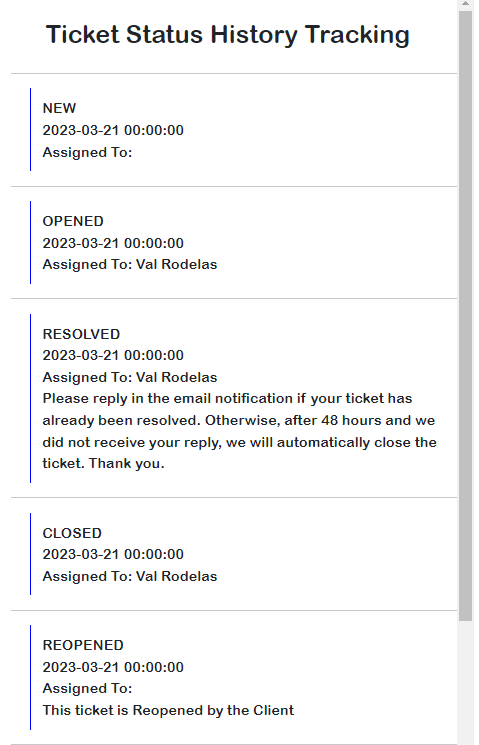 Ticket Status History Tracking
NEW
2023-03-21 00:00:00
Assigned To:
OPENED
2023-03-21 00:00:00
Assigned To: Val Rodelas
RESOLVED
2023-03-21 00:00:00
Assigned To: Val Rodelas
Please reply in the email notification if your ticket has
already been resolved. Otherwise, after 48 hours and we
did not receive your reply, we will automatically close the
ticket. Thank you.
CLOSED
2023-03-21 00:00:00
Assigned To: Val Rodelas
REOPENED
2023-03-21 00:00:00
Assigned To:
This ticket is Reopened by the Client